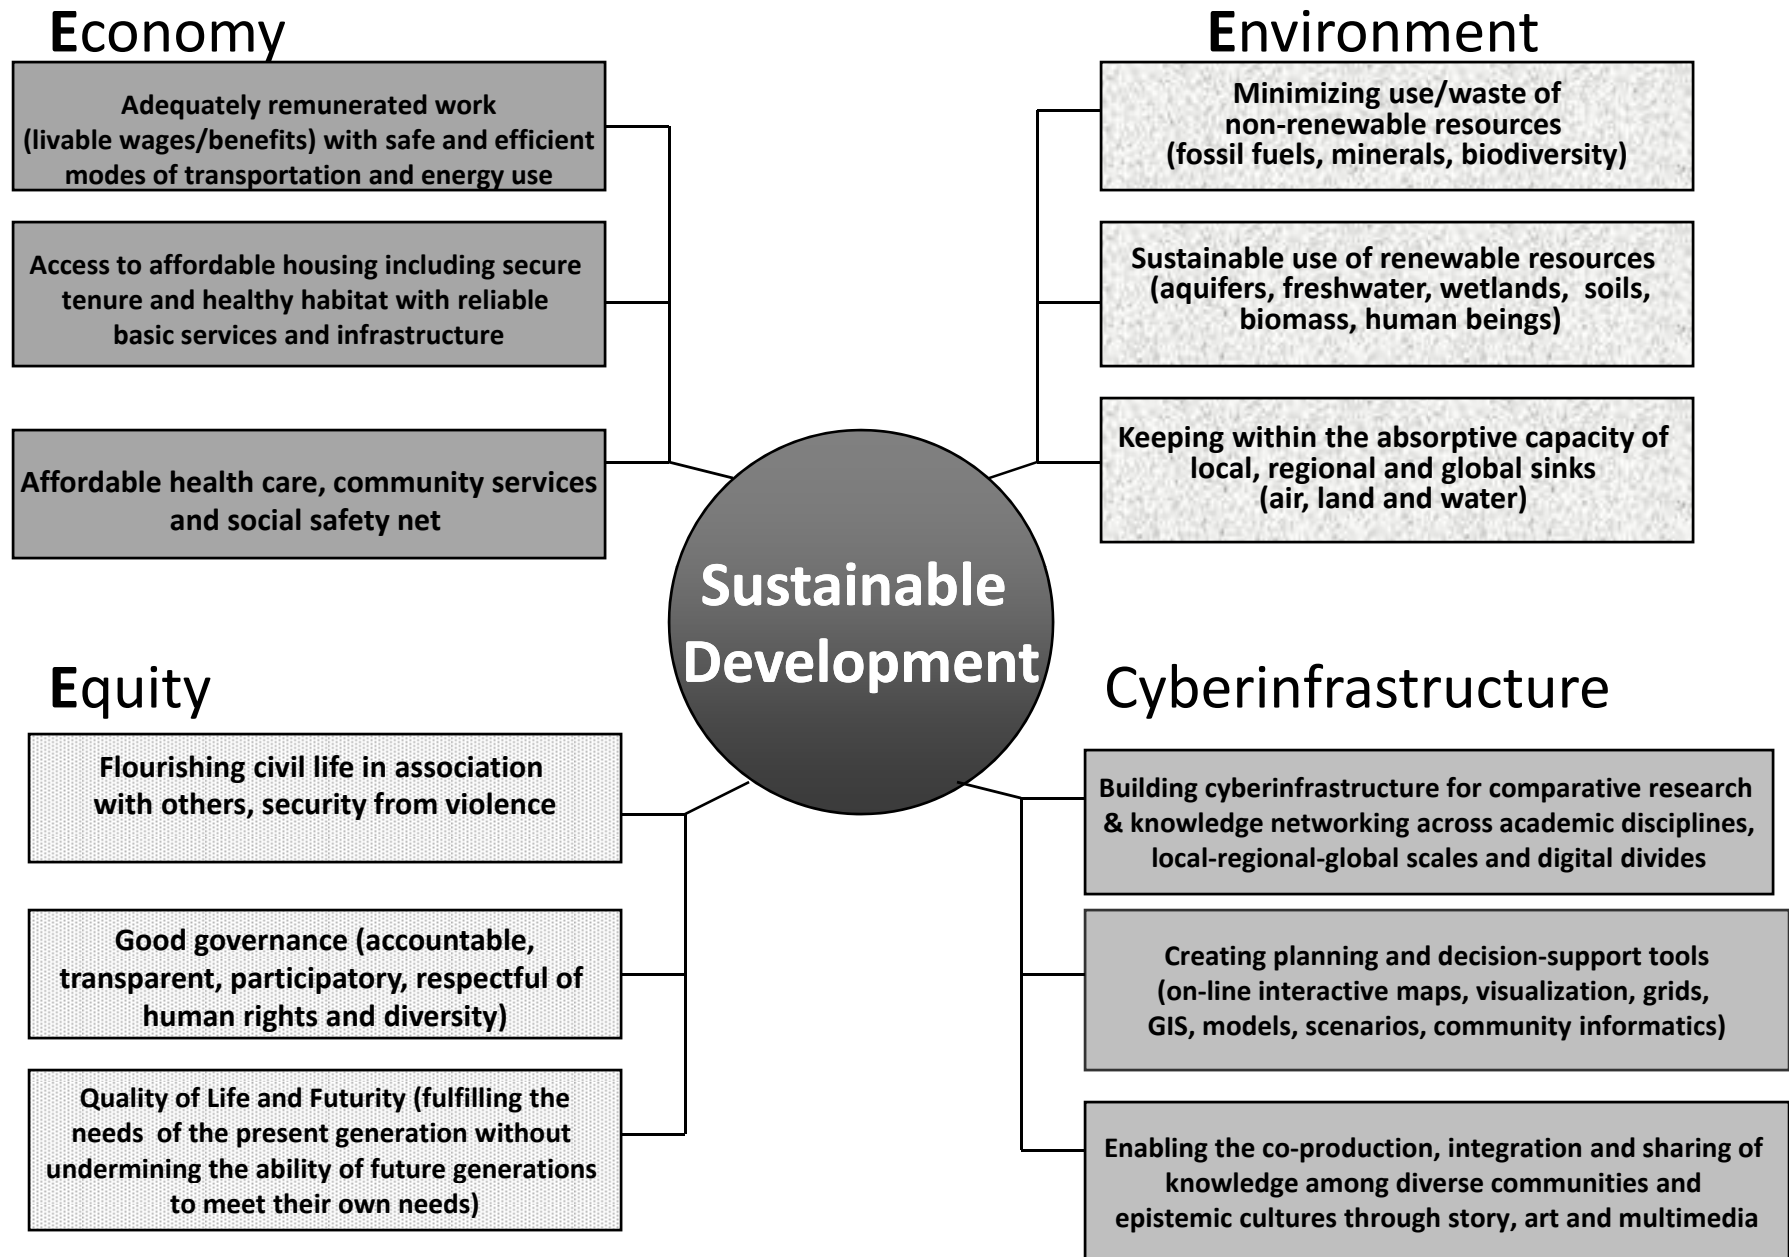 Economy
Adequately remunerated work
(livable wages/benefits) with safe and efficient
modes of transportation and energy use
Access to affordable housing including secure
tenure and healthy habitat with reliable
basic services and infrastructure
Affordable health care, community services
and social safety net
Environment
Minimizing use/waste of
non-renewable resources
(fossil fuels, minerals, biodiversity)
Sustainable use of renewable resources
(aquifers, freshwater, wetlands, soils,
biomass, human beings)
Keeping within the absorptive capacity of
local, regional and global sinks
(air, land and water)
Sustainable
Development
Equity
Flourishing civil life in association
with others, security from violence
Good governance (accountable,
transparent, participatory, respectful of
human rights and diversity)
Quality of Life and Futurity (fulfilling the
needs of the present generation without
undermining the ability of future generations
to meet their own needs)
Cyberinfrastructure
Building cyberinfrastructure for comparative research
& knowledge networking across academic disciplines,
local-regional-global scales and digital divides
Creating planning and decision-support tools
(on-line interactive maps, visualization, grids,
GIS, models, scenarios, community informatics)
Enabling the co-production, integration and sharing of
knowledge among diverse communities and
epistemic cultures through story, art and multimedia